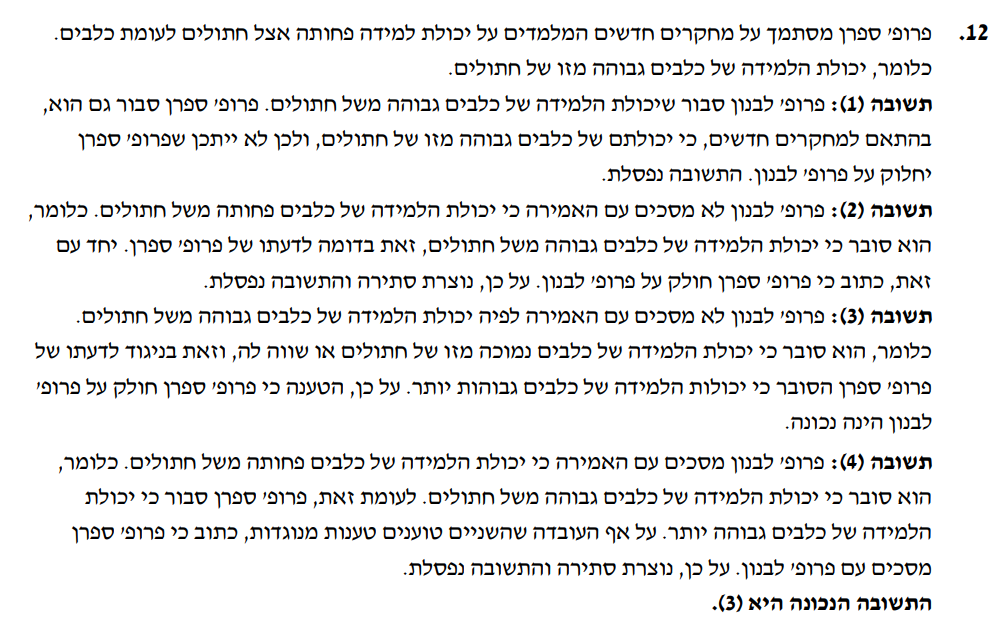 12. פרופ׳ ספרן מסתמך על מחקרים חדשים המלמדים על יכולת למידה פחותה אצל חתולים לעומת כלבים.
כלומר, יכולת הלמידה של כלבים גבוהה מזו של חתולים.
תשובה (1): פרופ׳ לבנון סבור שיכולת הלמידה של כלבים גבוהה משל חתולים. פרופ׳ ספרן סבור גם הוא,
בהתאם למחקרים חדשים, כי יכולתם של כלבים גבוהה מזו של חתולים, ולכן לא ייתכן שפרופ׳ ספרן
יחלוק על פרופ׳ לבנון. התשובה נפסלת.
תשובה (2): פרופ׳ לבנון לא מסכים עם האמירה כי יכולת הלמידה של כלבים פחותה משל חתולים. כלומר,
הוא סובר כי יכולת הלמידה של כלבים גבוהה משל חתולים, זאת בדומה לדעתו של פרופ׳ ספרן. יחד עם
זאת, כתוב כי פרופ׳ ספרן חולק על פרופ׳ לבנון. על כן, נוצרת סתירה והתשובה נפסלת.
תשובה (3): פרופ׳ לבנון לא מסכים עם האמירה לפיה יכולת הלמידה של כלבים גבוהה משל חתולים.
כלומר, הוא סובר כי יכולת הלמידה של כלבים נמוכה מזו של חתולים או שווה לה, וזאת בניגוד לדעתו של
פרופ׳ ספרן הסובר כי יכולות הלמידה של כלבים גבוהות יותר. על כן, הטענה כי פרופ׳ ספרן חולק על פרופ׳
לבנון הינה נכונה.
תשובה (4): פרופ׳ לבנון מסכים עם האמירה כי יכולת הלמידה של כלבים פחותה משל חתולים. כלומר,
הוא סובר כי יכולת הלמידה של כלבים גבוהה משל חתולים. לעומת זאת, פרופ׳ ספרן סבור כי יכולת
הלמידה של כלבים גבוהה יותר. על אף העובדה שהשניים טוענים טענות מנוגדות, כתוב כי פרופ׳ ספרן
מסכים עם פרופ׳ לבנון. על כן, נוצרת סתירה והתשובה נפסלת.
התשובה הנכונה היא (3).